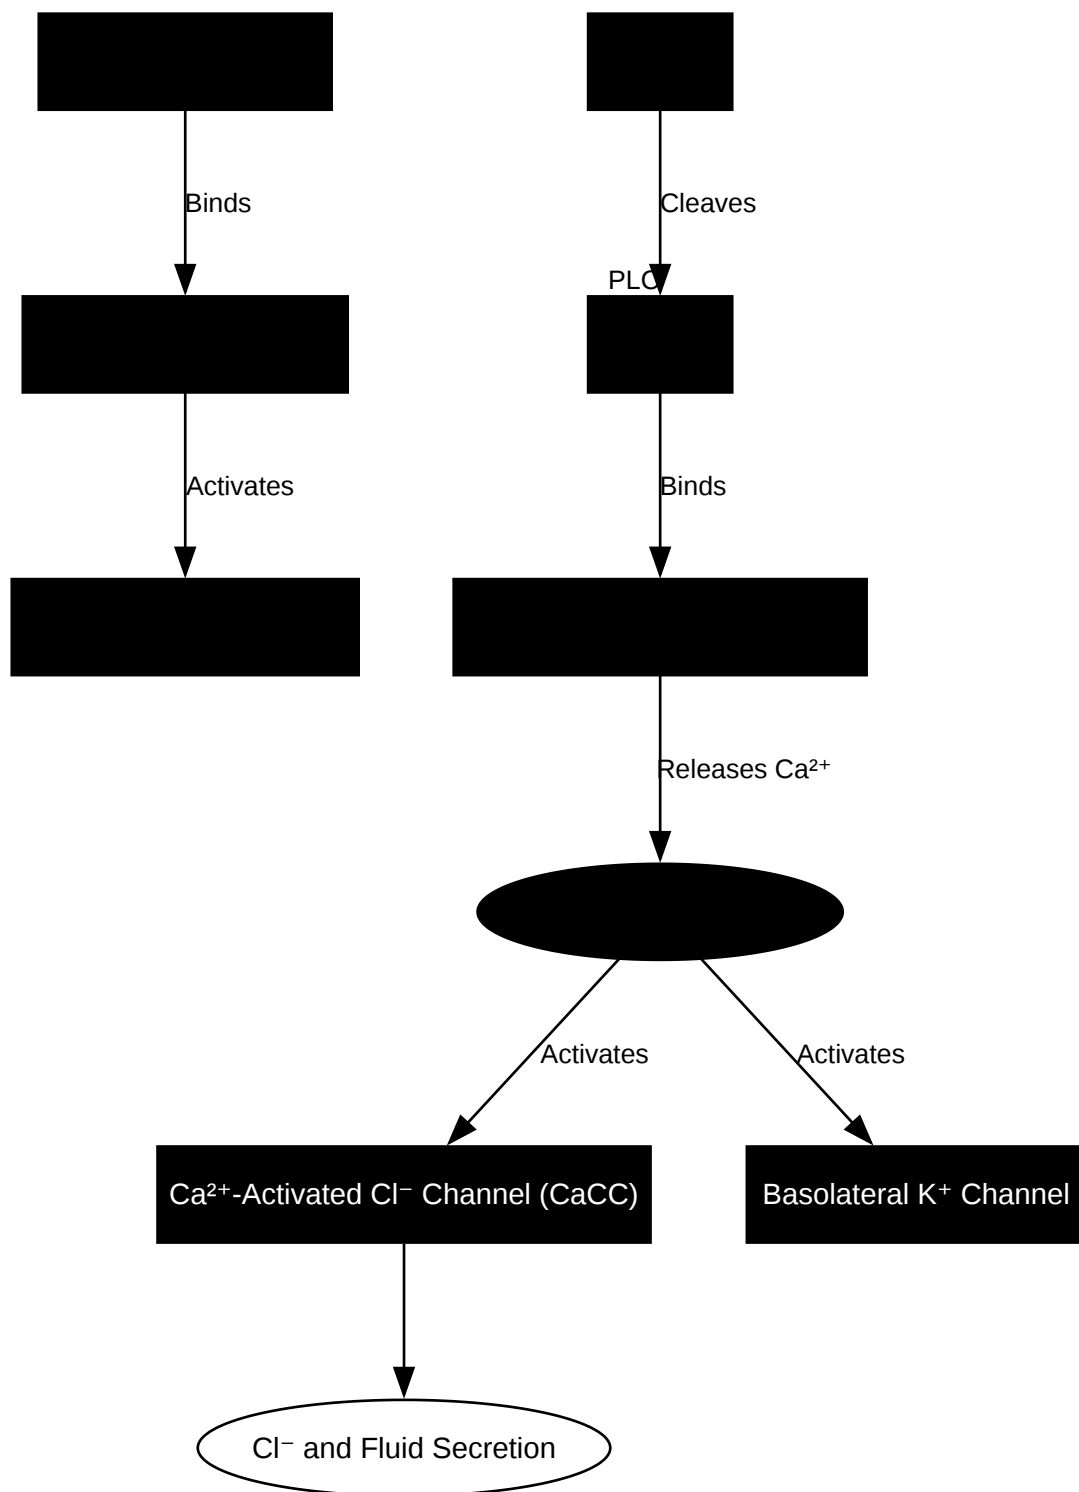 Binds
Cleaves
PLC
Activates
Binds
Releases Ca²⁺
Activates
Activates
Ca²⁺-Activated Cl⁻ Channel (CaCC)
Basolateral K⁺ Channel
Cl⁻ and Fluid Secretion